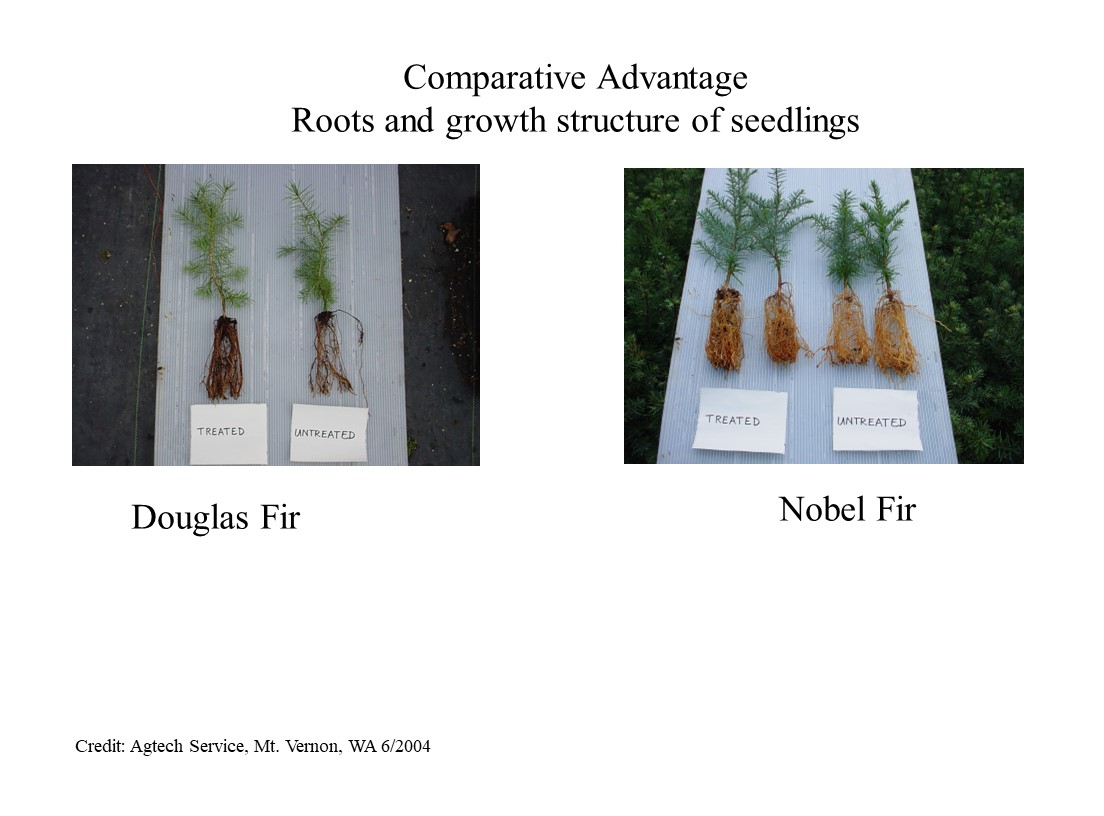 Comparative Advantage
Roots and growth structure of seedlings
TREATED
UNTREATED
TREATED
UNTREATED
Douglas Fir
Nobel Fir
Credit: Agtech Service, Mt. Vernon, WA 6/2004